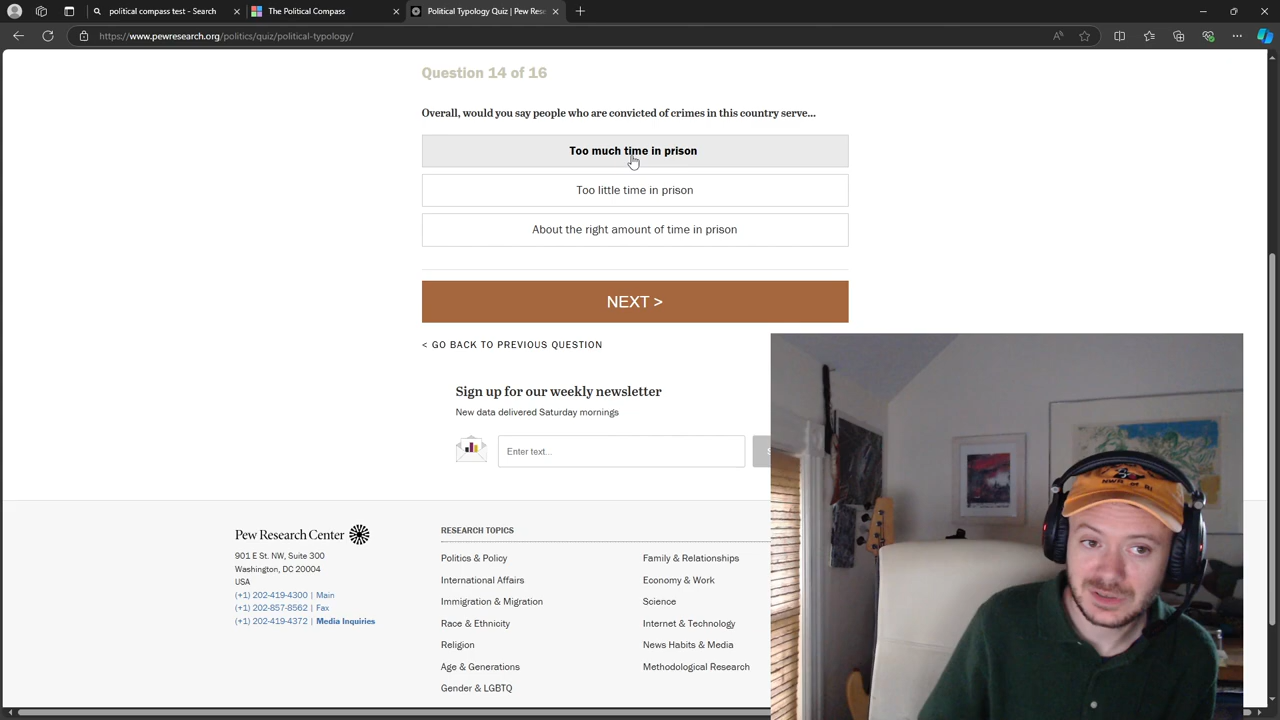 political compass test - Search
The Political Compass
Political Typology Quiz | Pew Res
https://www.pewresearch.org/politics/quiz/political-typology/
Question 14 of 16
Overall, would you say people who are convicted of crimes in this country serve...
Too much time in prison
Too little time in prison
About the right amount of time in prison
NEXT >
< GO BACK TO PREVIOUS QUESTION
Sign up for our weekly newsletter
New data delivered Saturday mornings
Enter text...
Pew Research Center
901 E St. NW, Suite 300
Washington, DC 20004
USA
(+1) 202-419-4300 | Main
(+1) 202-857-8562 | Fax
(+1) 202-419-4372 | Media Inquiries
RESEARCH TOPICS
Politics & Policy
International Affairs
Immigration & Migration
Race & Ethnicity
Religion
Age & Generations
Gender & LGBTQ
Family & Relationships
Economy & Work
Science
Internet & Technology
News Habits & Media
Methodological Research